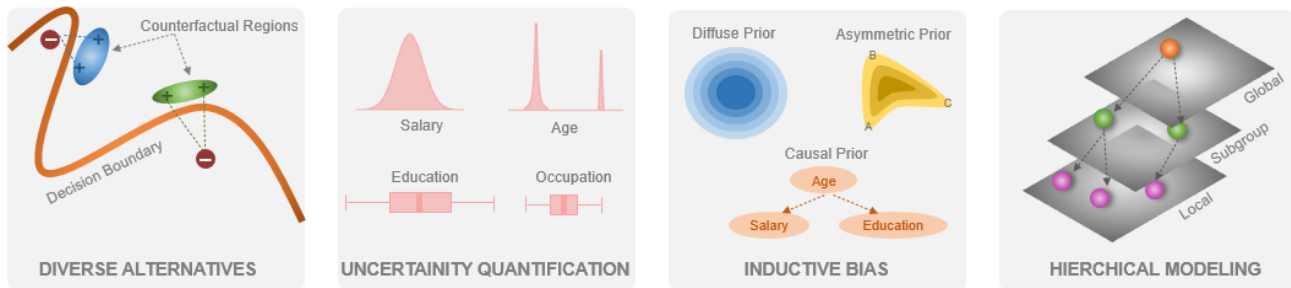 Counterfactual Regions
Decision Boundary
DIVERSE ALTERNATIVES
Salary
Age
Education
Occupation
UNCERTAINITY QUANTIFICATION
Diffuse Prior
Asymmetric Prior
B
C
A
Causal Prior
Age
Salary
Education
INDUCTIVE BIAS
Global
Subgroup
Local
HIERCHICAL MODELING